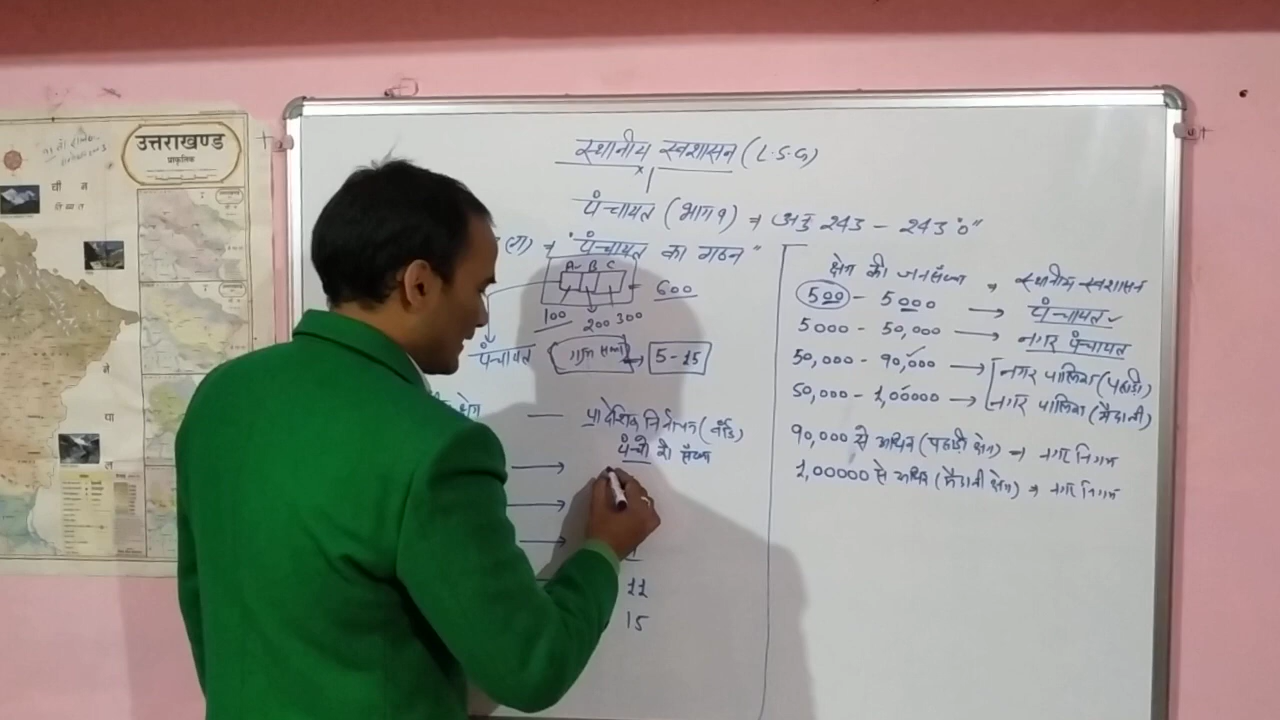 उत्तराखण्ड
प्राकृतिक
ची न
ति ब्ब त
ने
पा
ल
स्थानीय स्वशासन (L.S.G)
पंचायत (भाग 9) → अनु 243 - 243 "0"
(ग) → "पंचायत का गठन"
A B C
= 600
100 200 300
पंचायत
5 - 15
क्षेत्र — प्रादेशिक निर्वाचन (वार्ड)
पंचो की संख्या
11
15
क्षेत्र की जनसंख्या → स्थानीय स्वशासन
500 - 5000 → पंचायत ✓
5000 - 50,000 → नगर पंचायत
50,000 - 90,000 → नगर पालिका (पहाड़ी)
50,000 - 1,00000 → नगर पालिका (मैदानी)
90,000 से अधिक (पहाड़ी क्षेत्र) → नगर निगम
1,00000 से अधिक (मैदानी क्षेत्र) → नगर निगम